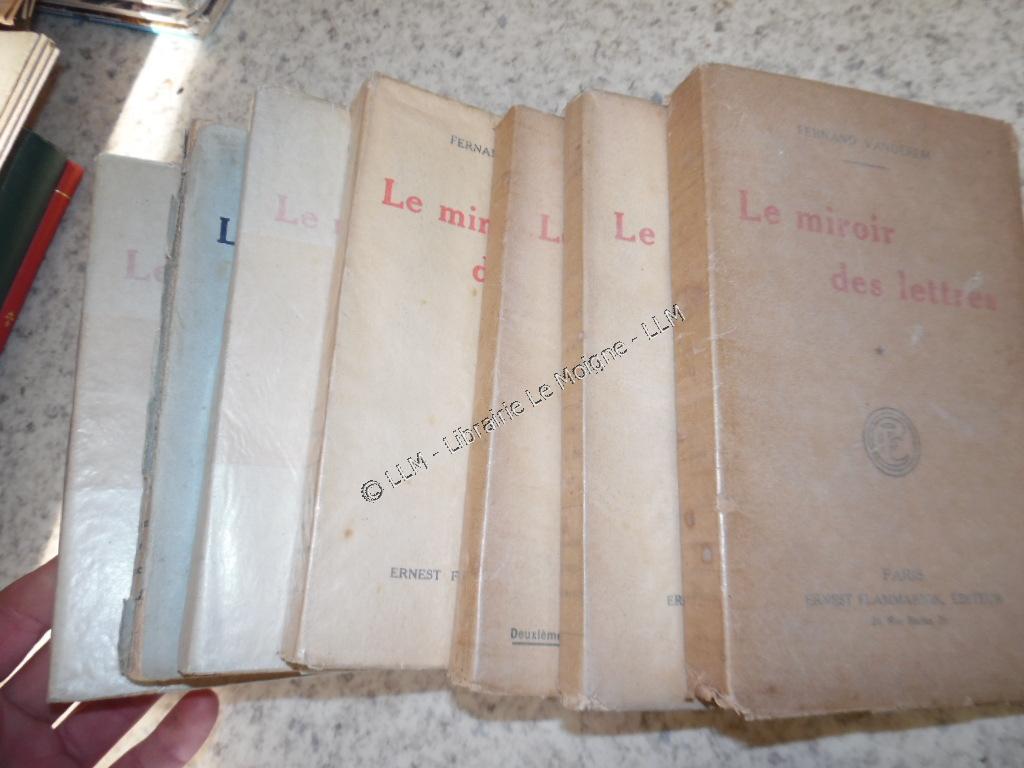 Le
L
Le
FERNAN
Le mir
d
ERNEST F
L
Deuxième
Le
FERNAND VANDEREM
Le miroir
des lettres
*
PARIS
ERNEST FLAMMARION, ÉDITEUR
© LLM - Librairie Le Moigne - LLM